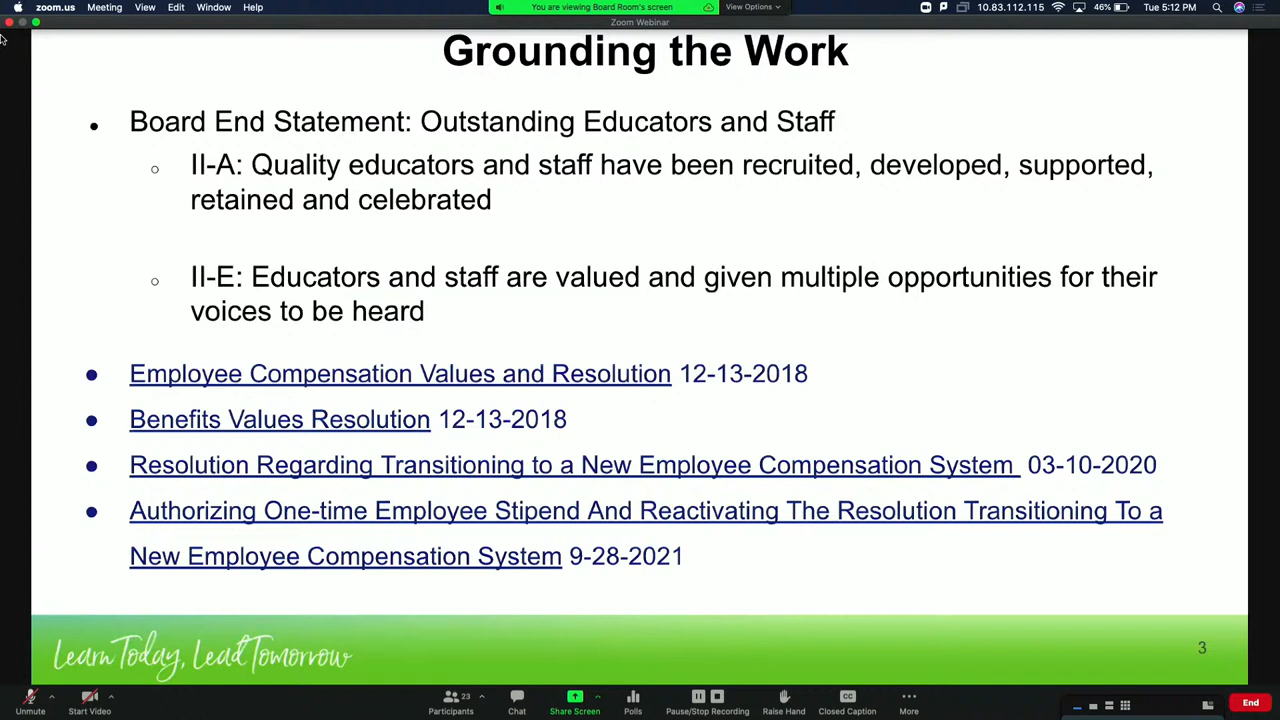 zoom.us Meeting View Edit Window Help You are viewing Board Room's screen View Options 10.83.112.115 46% Tue 5:12 PM
Zoom Webinar
Grounding the Work
• Board End Statement: Outstanding Educators and Staff
○ II-A: Quality educators and staff have been recruited, developed, supported,
retained and celebrated
○ II-E: Educators and staff are valued and given multiple opportunities for their
voices to be heard
• Employee Compensation Values and Resolution 12-13-2018
• Benefits Values Resolution 12-13-2018
• Resolution Regarding Transitioning to a New Employee Compensation System 03-10-2020
• Authorizing One-time Employee Stipend And Reactivating The Resolution Transitioning To a
New Employee Compensation System 9-28-2021
Learn Today, Lead Tomorrow
3
Unmute Start Video Participants 23 Chat Share Screen Polls Pause/Stop Recording Raise Hand CC Closed Caption More End